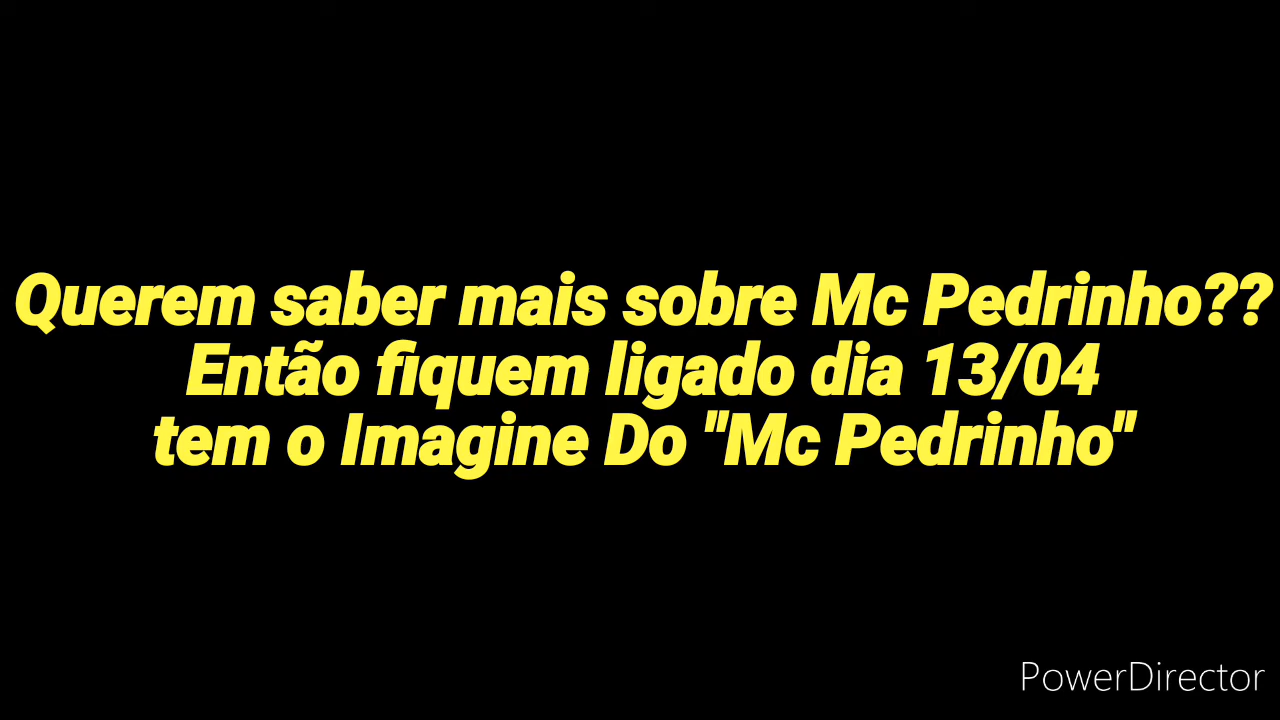 Querem saber mais sobre Mc Pedrinho??
Então fiquem ligado dia 13/04
tem o Imagine Do "Mc Pedrinho"
PowerDirector